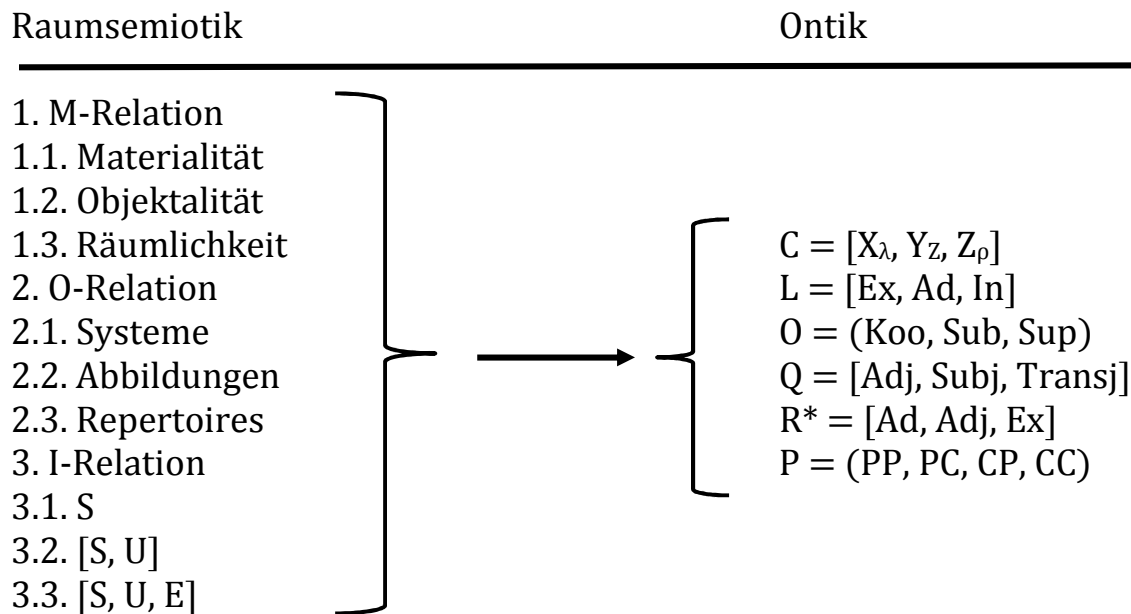 Raumsemiotik
Ontik
1. M-Relation
1.1. Materialität
1.2. Objektalität
1.3. Räumlichkeit
2. O-Relation
2.1. Systeme
2.2. Abbildungen
2.3. Repertoires
3. I-Relation
3.1. S
3.2. [S, U]
3.3. [S, U, E]
C = [Xλ, YZ, Zρ]
L = [Ex, Ad, In]
O = (Koo, Sub, Sup)
Q = [Adj, Subj, Transj]
R* = [Ad, Adj, Ex]
P = (PP, PC, CP, CC)